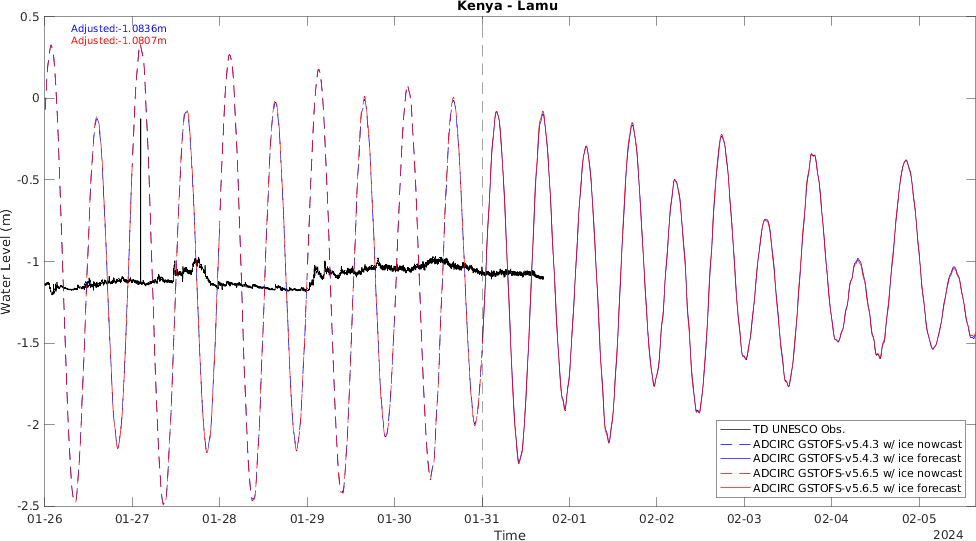 Kenya - Lamu
Adjusted:-1.0836m
Adjusted:-1.0807m
0.5
0
-0.5
-1
-1.5
-2
-2.5
Water Level (m)
01-26
01-27
01-28
01-29
01-30
01-31
02-01
02-02
02-03
02-04
02-05
Time
2024
TD UNESCO Obs.
ADCIRC GSTOFS-v5.4.3 w/ ice nowcast
ADCIRC GSTOFS-v5.4.3 w/ ice forecast
ADCIRC GSTOFS-v5.6.5 w/ ice nowcast
ADCIRC GSTOFS-v5.6.5 w/ ice forecast